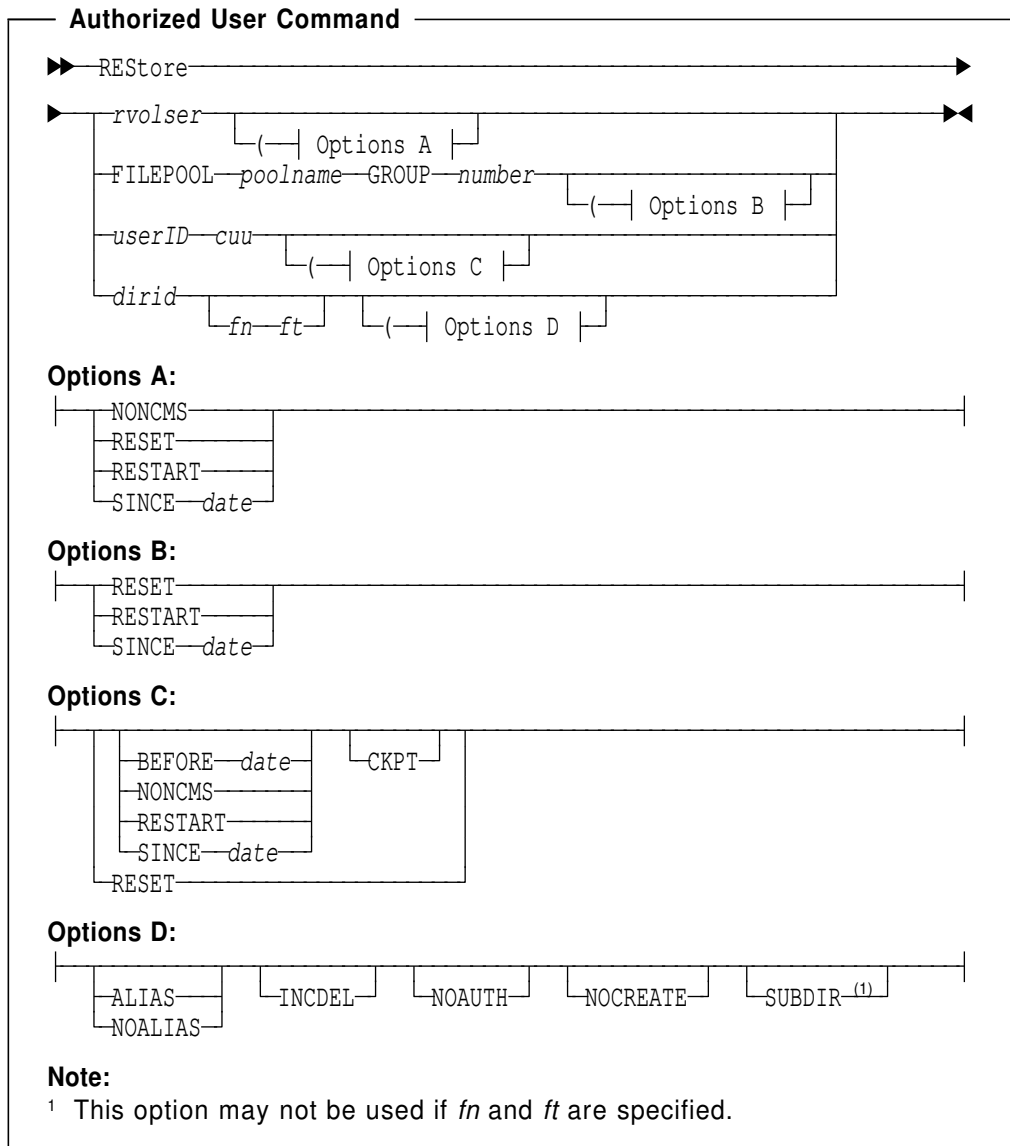 Authorized User Command
REStore
rvolser
( Options A
FILEPOOL poolname GROUP number
( Options B
userID cuu
( Options C
dirid
fn ft ( Options D
Options A:
NONCMS
RESET
RESTART
SINCE date
Options B:
RESET
RESTART
SINCE date
Options C:
BEFORE date CKPT
NONCMS
RESTART
SINCE date
RESET
Options D:
ALIAS INCDEL NOAUTH NOCREATE SUBDIR (1)
NOALIAS
Note:
1 This option may not be used if fn and ft are specified.